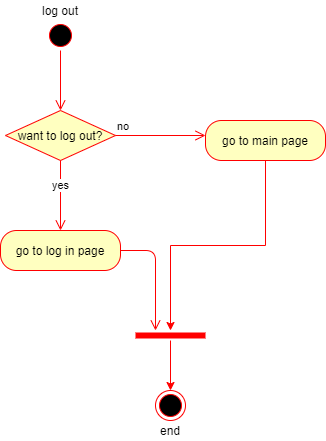 log out
want to log out?
no
go to main page
yes
go to log in page
end